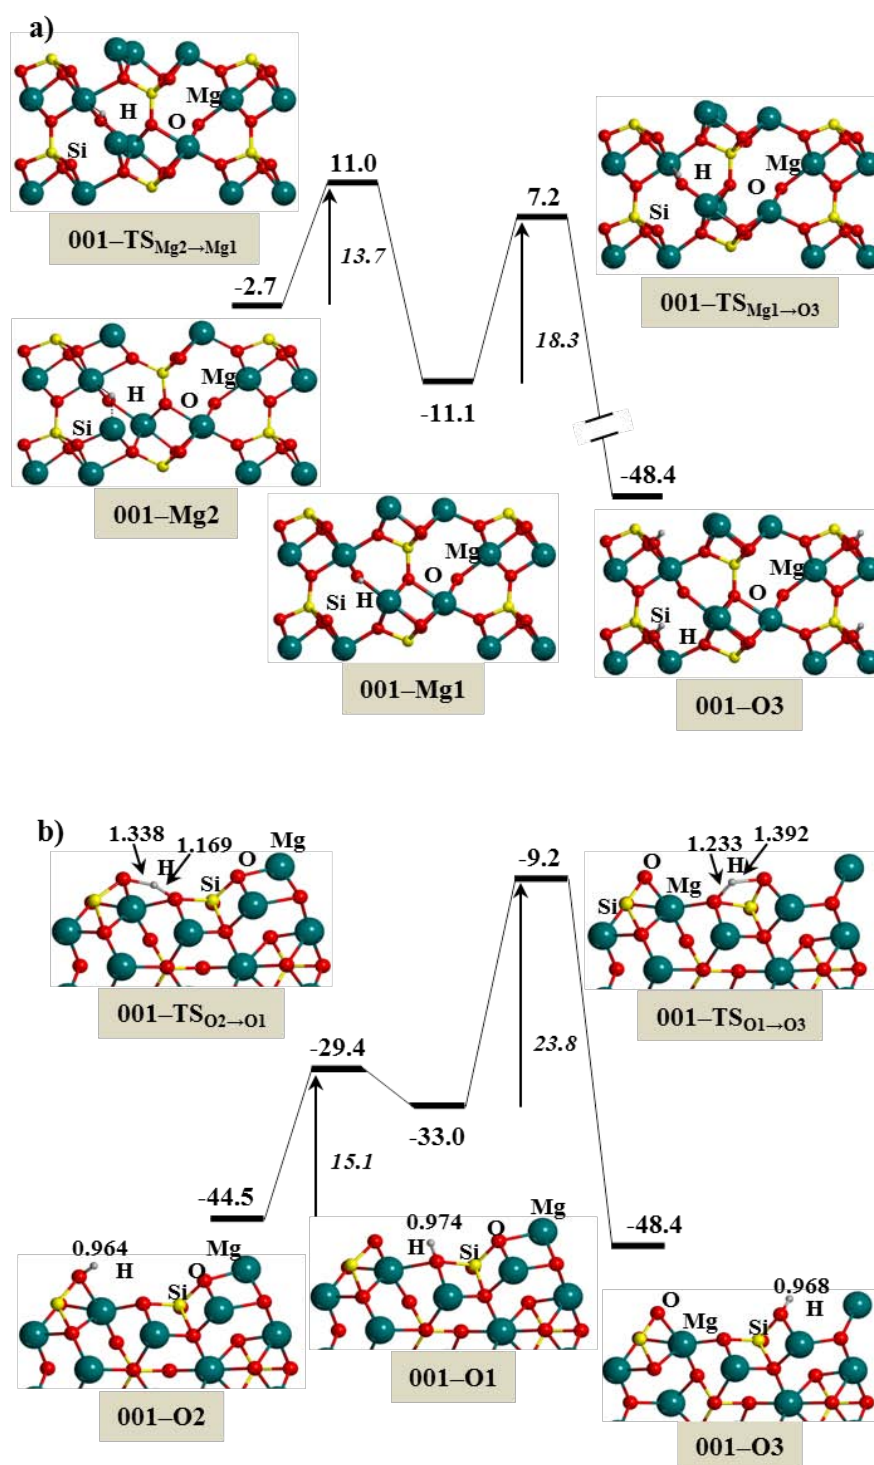 a)
Mg
H
O
Si
001–TSMg2→Mg1
11.0
13.7
-2.7
7.2
18.3
-11.1
H
Mg
O
Si
001–TSMg1→O3
-48.4
Mg
H
O
Si
001–Mg2
Mg
O
Si
H
001–Mg1
Mg
O
Si
H
001–O3
b)
1.338
1.169
Mg
H
O
Si
001–TSO2→O1
-9.2
23.8
1.233
1.392
H
O
Mg
Si
001–TSO1→O3
-29.4
15.1
-33.0
-44.5
-48.4
0.964
Mg
H
O
Si
001–O2
0.974
Mg
O
H
Si
001–O1
0.968
O
H
Mg
Si
001–O3